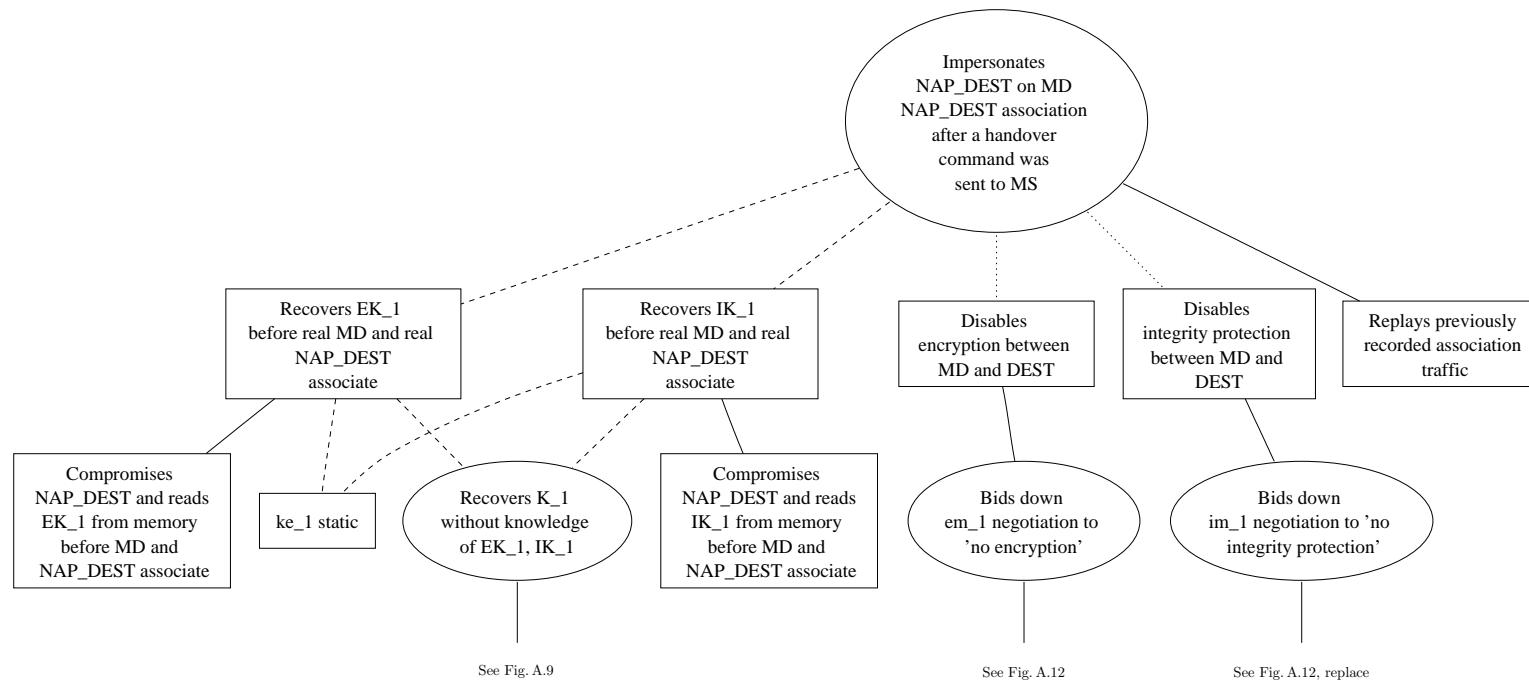 Impersonates
NAP_DEST on MD
NAP_DEST association
after a handover
command was
sent to MS
Recovers EK_1
before real MD and real
NAP_DEST
associate
Recovers IK_1
before real MD and real
NAP_DEST
associate
Disables
encryption between
MD and DEST
Disables
integrity protection
between MD and
DEST
Replays previously
recorded association
traffic
Compromises
NAP_DEST and reads
EK_1 from memory
before MD and
NAP_DEST associate
ke_1 static
Recovers K_1
without knowledge
of EK_1, IK_1
Compromises
NAP_DEST and reads
IK_1 from memory
before MD and
NAP_DEST associate
Bids down
em_1 negotiation to
'no encryption'
Bids down
im_1 negotiation to 'no
integrity protection'
See Fig. A.9
See Fig. A.12
See Fig. A.12, replace